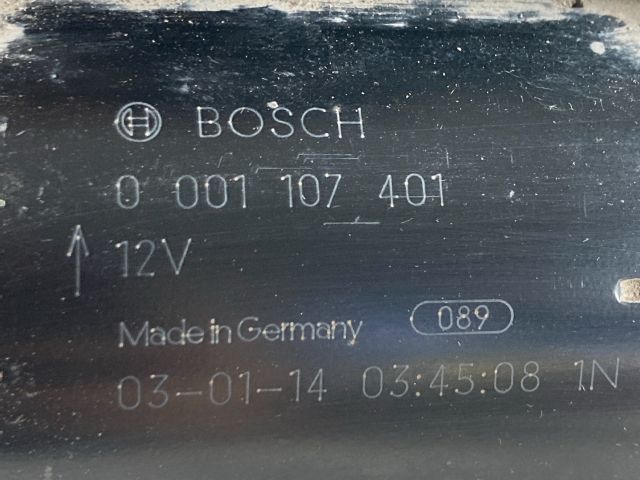 BOSCH
0 001 107 401
12V
Made in Germany 089
03-01-14 03:45:08 1N